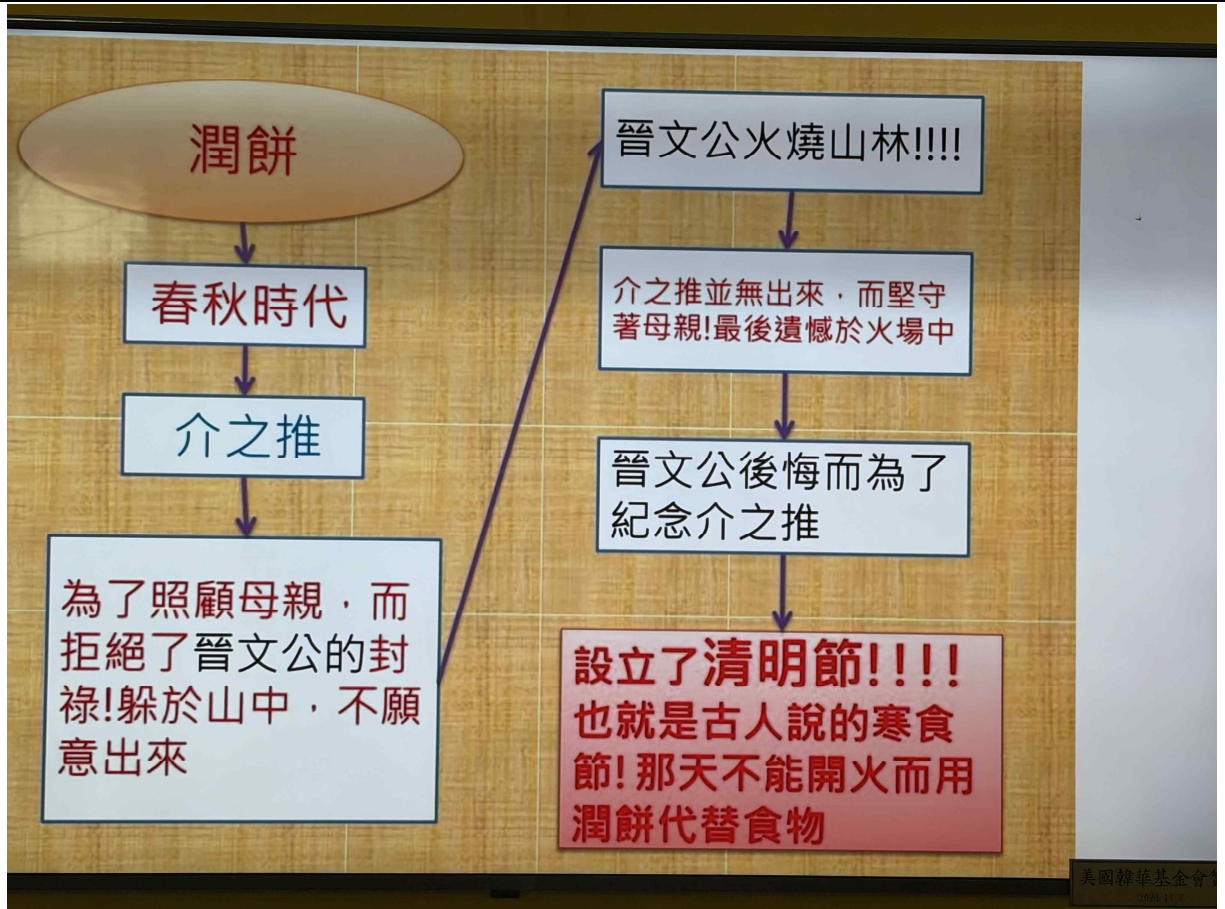 潤餅
春秋時代
介之推
為了照顧母親，而
拒絕了晉文公的封
祿!躲於山中，不願
意出來
晉文公火燒山林!!!!
介之推並無出來，而堅守
著母親!最後遺憾於火場中
晉文公後悔而為了
紀念介之推
設立了清明節!!!!
也就是古人說的寒食
節!那天不能開火而用
潤餅代替食物
美國韓華基金會